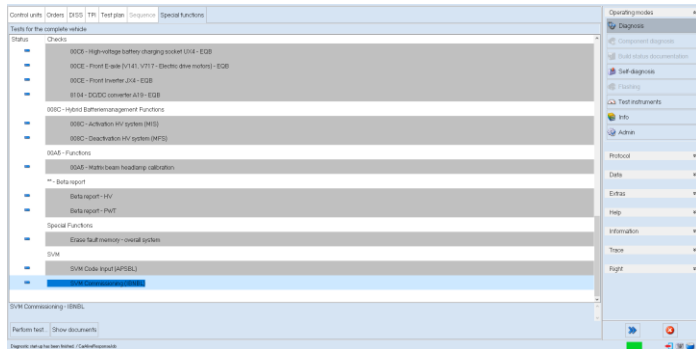 Control units
Orders
DISS
TPI
Test plan
Sequence
Special functions
Tests for the complete vehicle
Status
Checks
00C6 - High-voltage battery charging socket UX4 - EQB
00CE - Front E-axle (V141, V717 - Electric drive motors) - EQB
00CE - Front Inverter JX4 - EQB
8104 - DC/DC converter A19 - EQB
008C - Hybrid Batteriemanagement Functions
008C - Activation HV system (MIS)
008C - Deactivation HV system (MFS)
00A5 - Functions
00A5 - Matrix beam headlamp calibration
** - Beta report
Beta report - HV
Beta report - PWT
Special Functions
Erase fault memory - overall system
SVM
SVM Code Input (APSBL)
SVM Commissioning (IBNBL)
SVM Commissioning - IBNBL
Perform test...
Show documents
Diagnostic start-up has been finished.
Operating modes
Diagnosis
Component diagnosis
Build status documentation
Self-diagnosis
Flashing
Test instruments
Info
Admin
Protocol
Data
Extras
Help
Information
Trace
Right